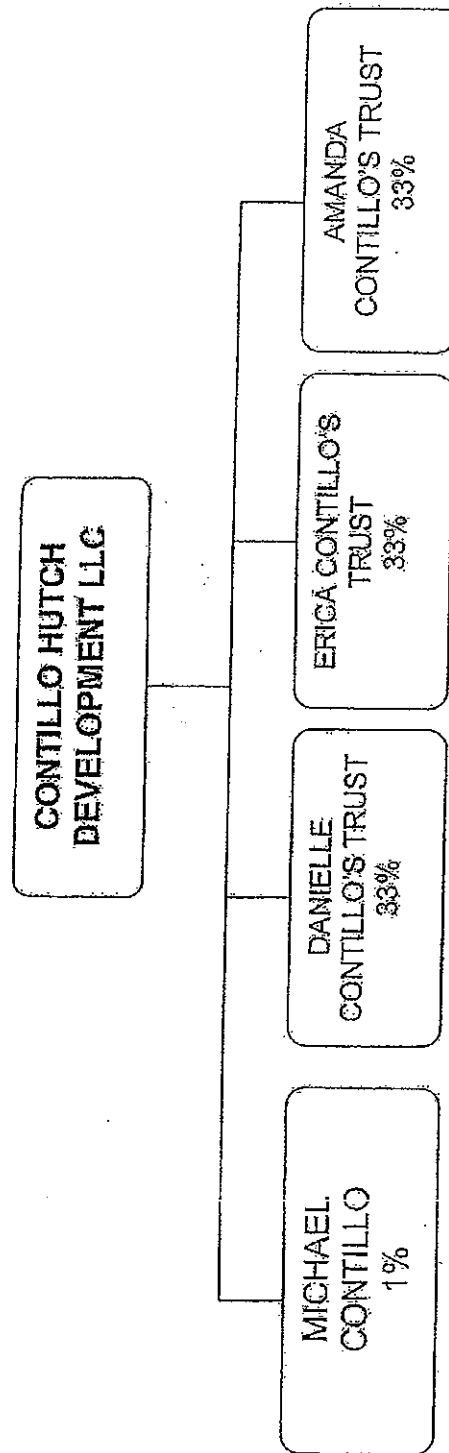 CONTILLO HUTCH
DEVELOPMENT LLC
MICHAEL
CONTILLO
1%
DANIELLE
CONTILLO'S TRUST
33%
ERICA CONTILLO'S
TRUST
33%
AMANDA
CONTILLO'S TRUST
33%